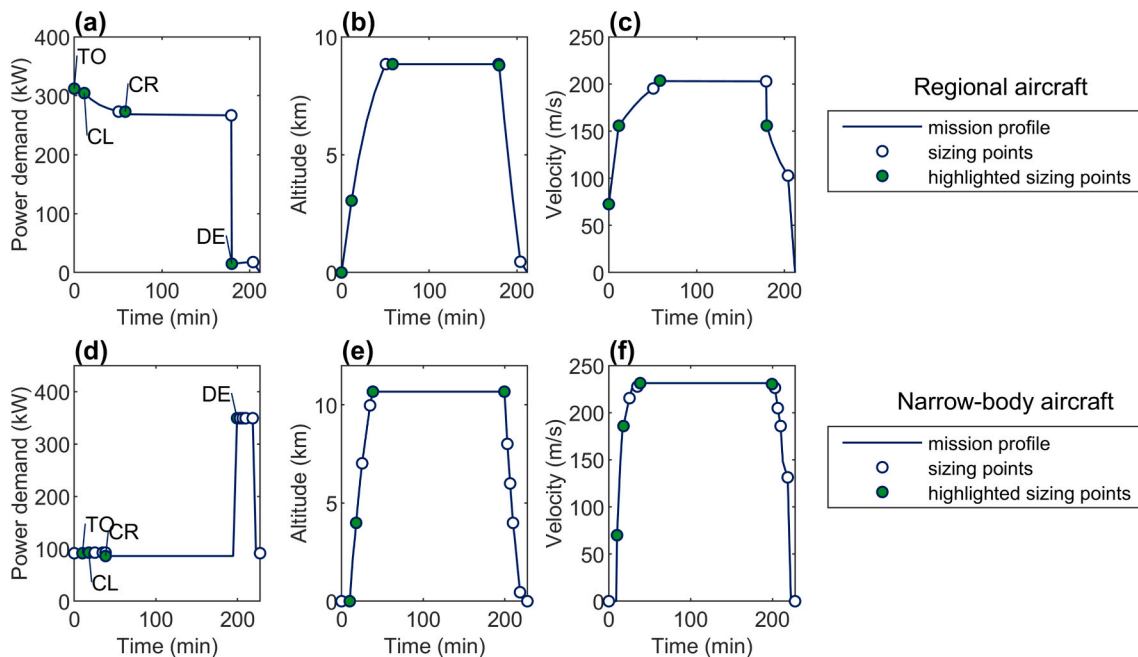 (a)
(b)
(c)
400
300
200
100
0
Power demand (kW)
TO
CR
CL
DE
0
100
200
Time (min)
10
5
0
Altitude (km)
0
100
200
Time (min)
250
200
150
100
50
0
Velocity (m/s)
0
100
200
Time (min)
Regional aircraft
mission profile
sizing points
highlighted sizing points
(d)
(e)
(f)
400
300
200
100
0
Power demand (kW)
DE
TO
CR
CL
0
100
200
Time (min)
10
5
0
Altitude (km)
0
100
200
Time (min)
250
200
150
100
50
0
Velocity (m/s)
0
100
200
Time (min)
Narrow-body aircraft
mission profile
sizing points
highlighted sizing points